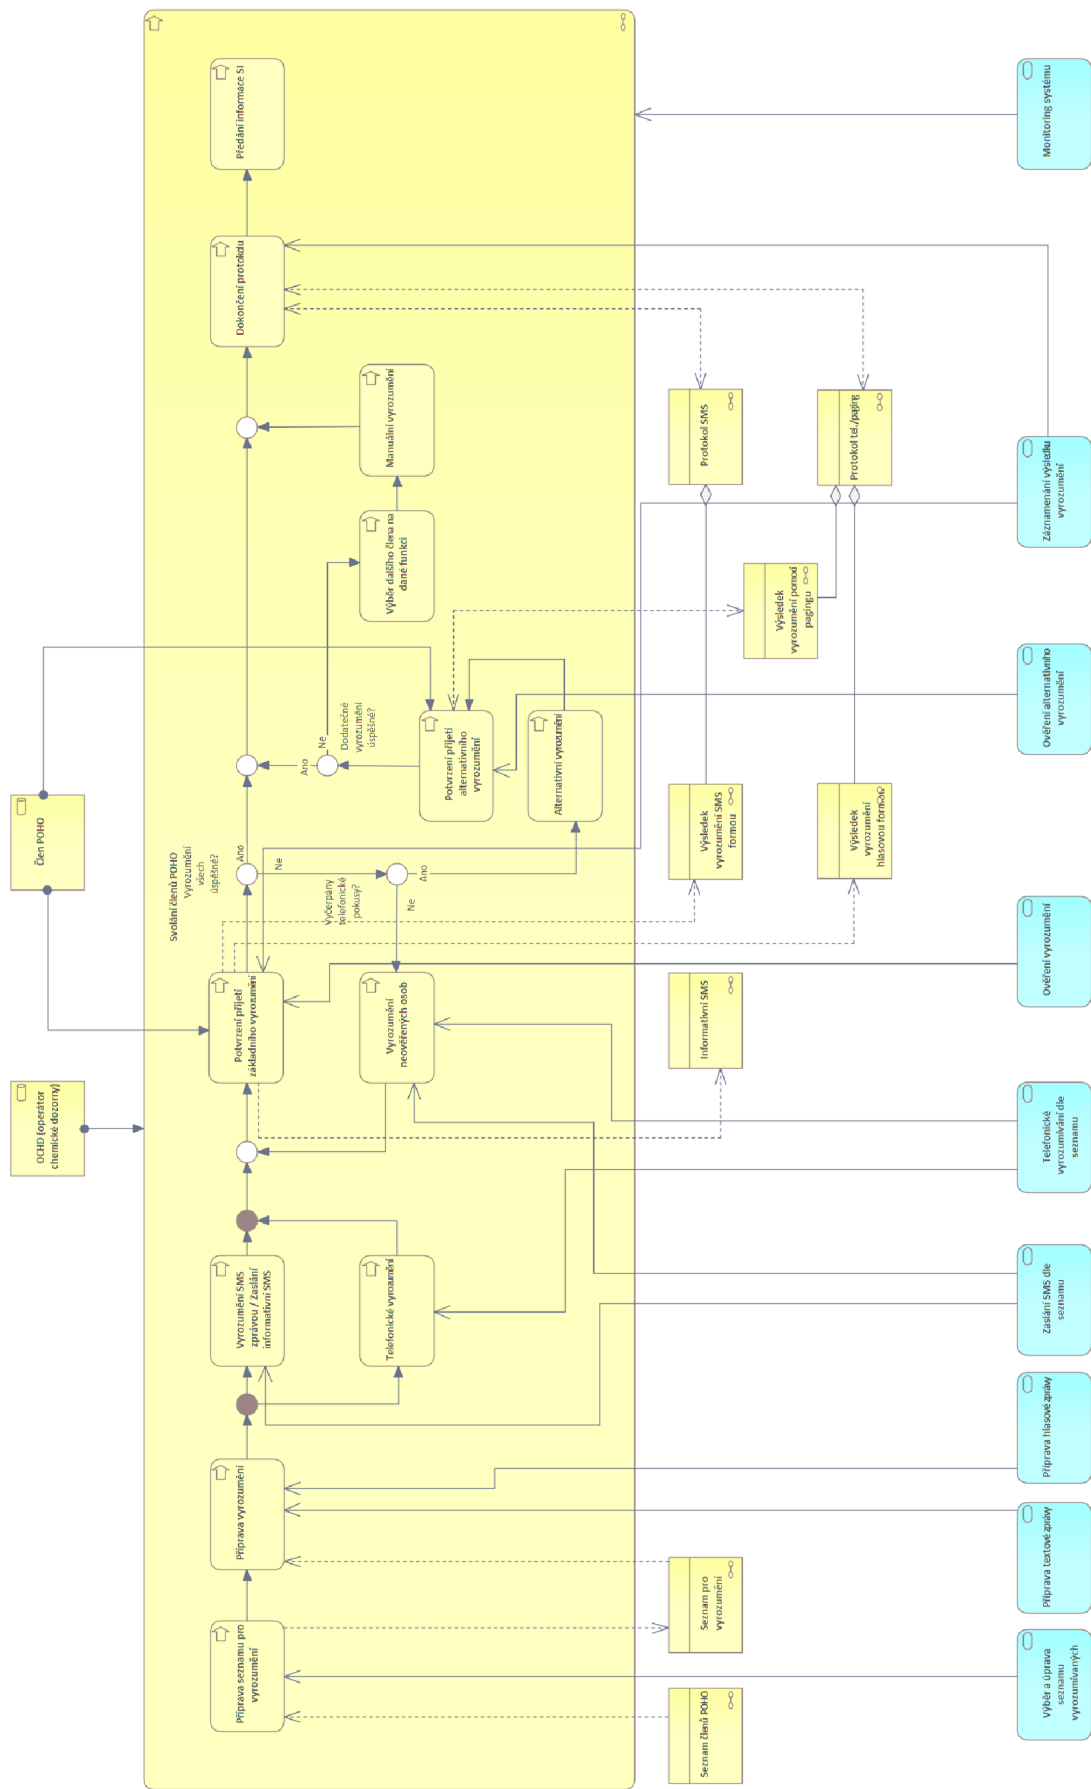 OCHD (operátor
chemické dozorny)
Člen POHO
Svolání členů POHO
Příprava seznamu pro
vyrozumění
Příprava vyrozumění
Vyrozumění SMS
zprávou / Zaslání
informativní SMS
Telefonické vyrozumění
Potvrzení přijetí
základního vyrozumění
Vyrozumění
neověřených osob
Vyrozumění
všech
úspěšné?
Ano
Ne
Vyčerpány
telefonické
pokusy?
Ne
Ano
Alternativní vyrozumění
Potvrzení přijetí
alternativního
vyrozumění
Dodatečné
vyrozumění
úspěšné?
Ano
Ne
Výběr dalšího člena na
dané funkci
Manuální vyrozumění
Dokončení protokolu
Předání informace SI
Seznam členů POHO
Seznam pro
vyrozumění
Informativní SMS
Výsledek
vyrozumění SMS
formou
Výsledek
vyrozumění
hlasovou formou
Výsledek
vyrozumění pomocí
pagingu
Protokol SMS
Protokol tel./paging
Výběr a úprava
seznamu
vyrozumívaných
Příprava textové zprávy
Příprava hlasové zprávy
Zaslání SMS dle
seznamu
Telefonické
vyrozumívání dle
seznamu
Ověření vyrozumění
Ověření alternativního
vyrozumění
Záznamenání výsledku
vyrozumění
Monitoring systému